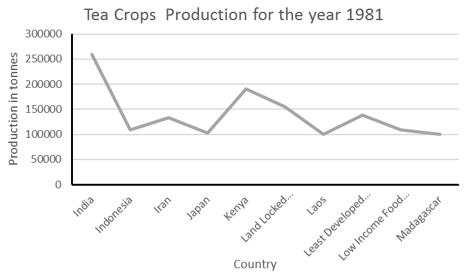 Tea Crops Production for the year 1981
Production in tonnes
300000
250000
200000
150000
100000
50000
0
India
Indonesia
Iran
Japan
Kenya
Land Locked...
Laos
Least Developed...
Low Income Food...
Madagascar
Country